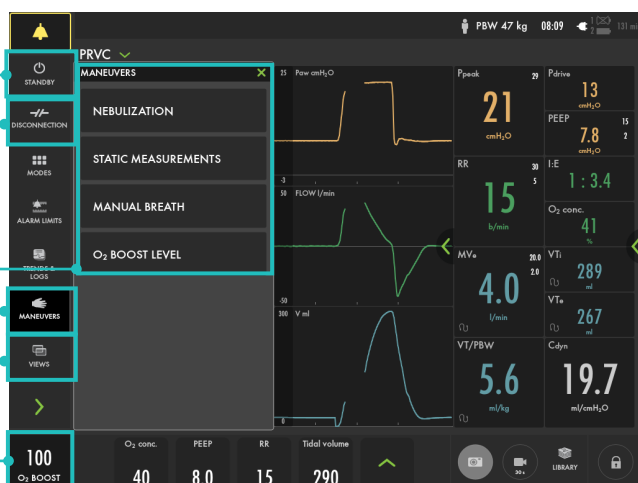 PBW 47 kg 08:09 1 2 131 mi
PRVC
STANDBY
DISCONNECTION
MODES
ALARM LIMITS
TRENDS &
LOGS
MANEUVERS
VIEWS
100
O₂ BOOST
MANEUVERS X
NEBULIZATION
STATIC MEASUREMENTS
MANUAL BREATH
O₂ BOOST LEVEL
35 Paw cmH₂O
-3
50 FLOW l/min
-50
300 V ml
0
Ppeak 29
21
cmH₂O
Pdrive
13
cmH₂O
PEEP 15
7.8 2
cmH₂O
RR 30
5
15
b/min
I:E
1 : 3.4
O₂ conc.
41
%
MVe 20.0
2.0
4.0
l/min
VTi
289
ml
VTe
267
ml
VT/PBW
5.6
ml/kg
Cdyn
19.7
ml/cmH₂O
O₂ conc. PEEP RR Tidal volume
40 8.0 15 290
30s
LIBRARY